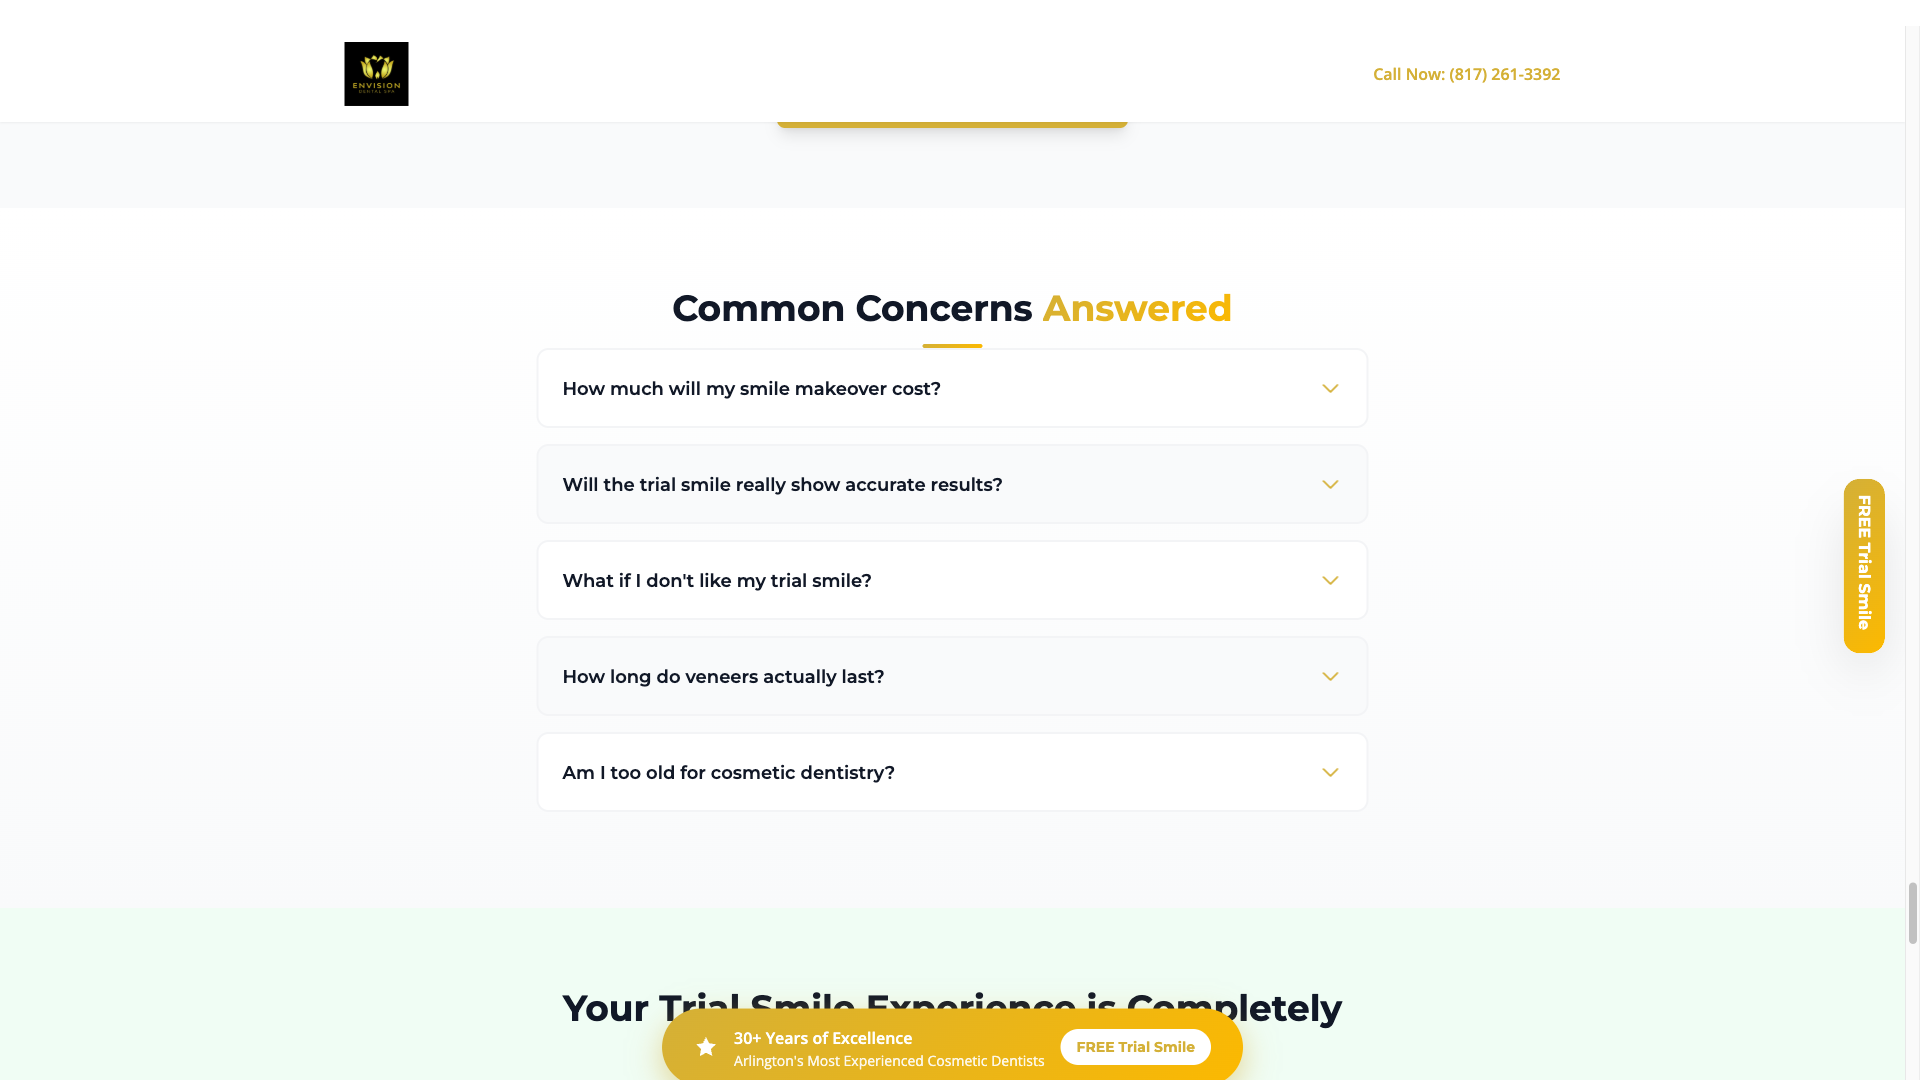 ENVISION
DENTAL SPA
Call Now: (817) 261-3392
Common Concerns Answered
How much will my smile makeover cost?
Will the trial smile really show accurate results?
What if I don't like my trial smile?
How long do veneers actually last?
Am I too old for cosmetic dentistry?
FREE Trial Smile
Your Trial Smile Experience is Completely
30+ Years of Excellence
Arlington's Most Experienced Cosmetic Dentists
FREE Trial Smile